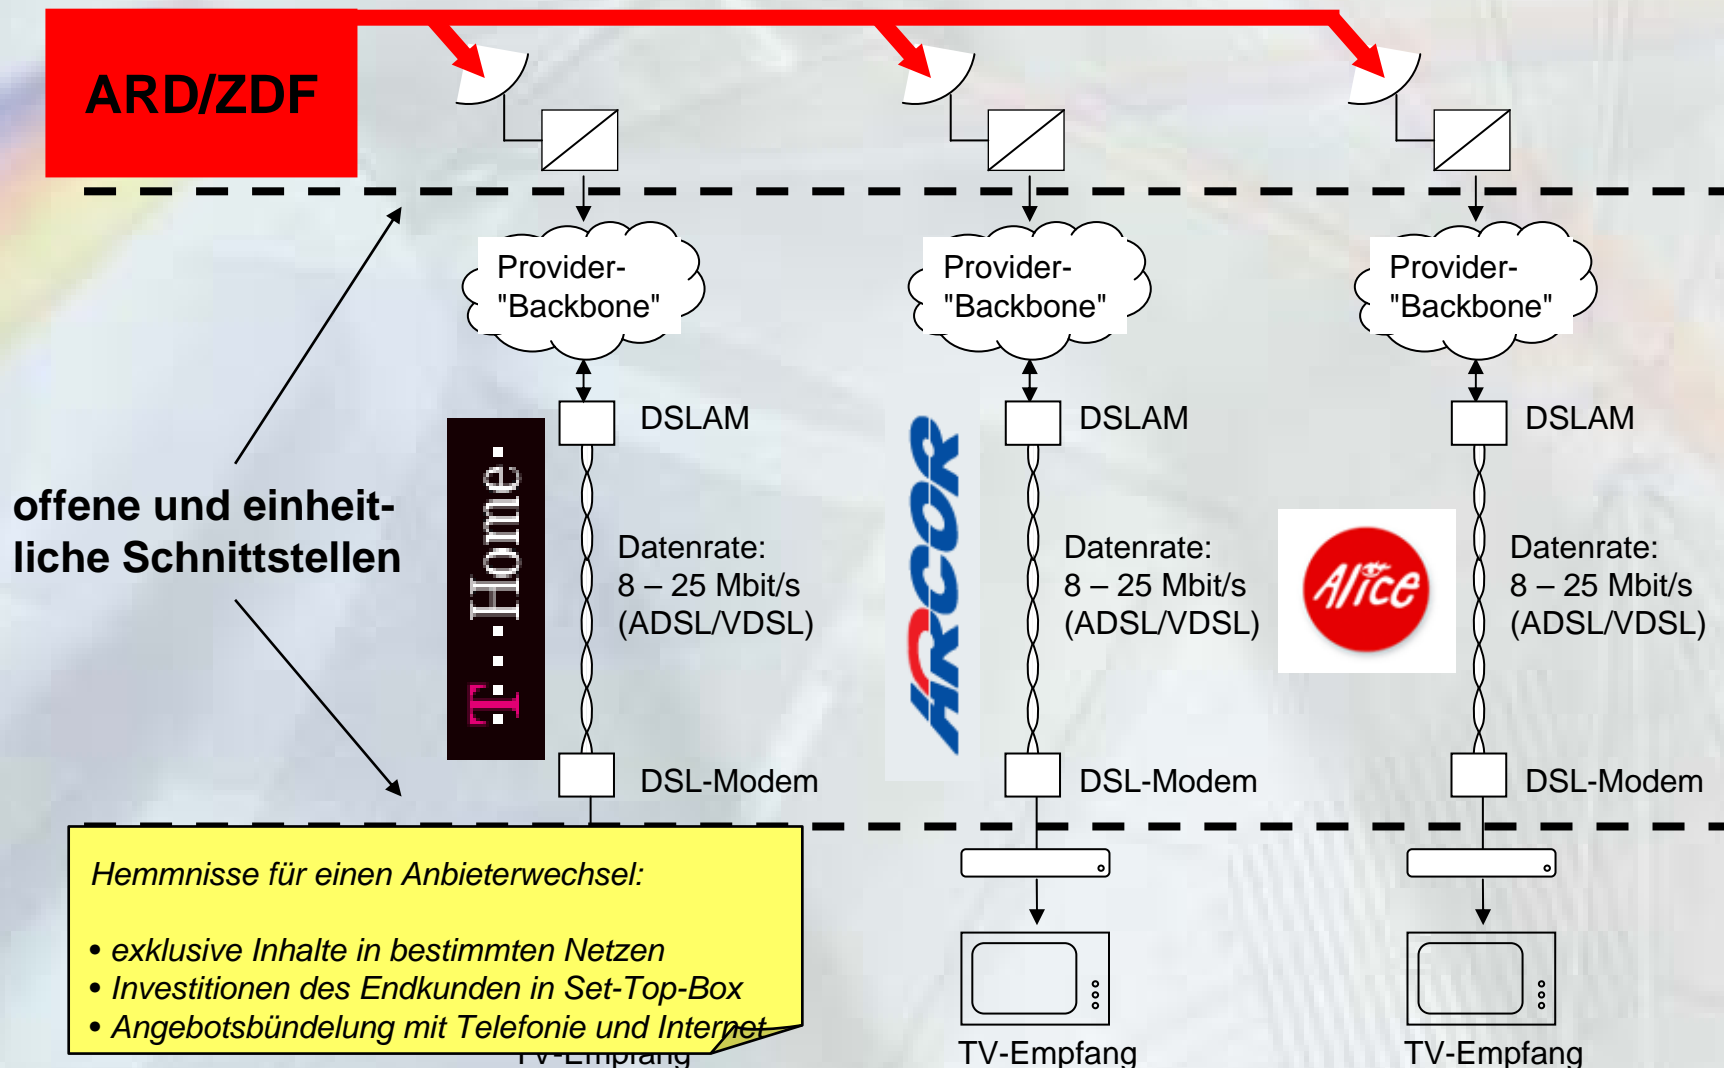 ARD/ZDF
Provider-
"Backbone"
Provider-
"Backbone"
Provider-
"Backbone"
DSLAM
DSLAM
DSLAM
offene und einheit-
liche Schnittstellen
T··Home·
ARCOR
Alice
Datenrate:
8 – 25 Mbit/s
(ADSL/VDSL)
Datenrate:
8 – 25 Mbit/s
(ADSL/VDSL)
Datenrate:
8 – 25 Mbit/s
(ADSL/VDSL)
DSL-Modem
DSL-Modem
DSL-Modem
Hemmnisse für einen Anbieterwechsel:
• exklusive Inhalte in bestimmten Netzen
• Investitionen des Endkunden in Set-Top-Box
• Angebotsbündelung mit Telefonie und Internet
TV-Empfang
TV-Empfang
TV-Empfang